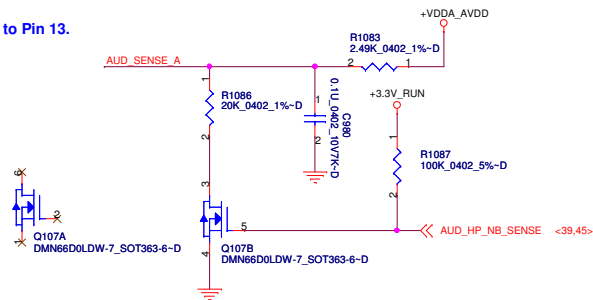 to Pin 13.
+VDDA_AVDD
R1083
2.49K_0402_1%~D
AUD_SENSE_A
2
1
+3.3V_RUN
1
R1086
20K_0402_1%~D
2
1
0.1U_0402_10V7K~D
C980
2
1
R1087
100K_0402_5%~D
2
6
2
1
Q107A
DMN66D0LDW-7_SOT363-6~D
3
5
4
Q107B
DMN66D0LDW-7_SOT363-6~D
AUD_HP_NB_SENSE <39,45>